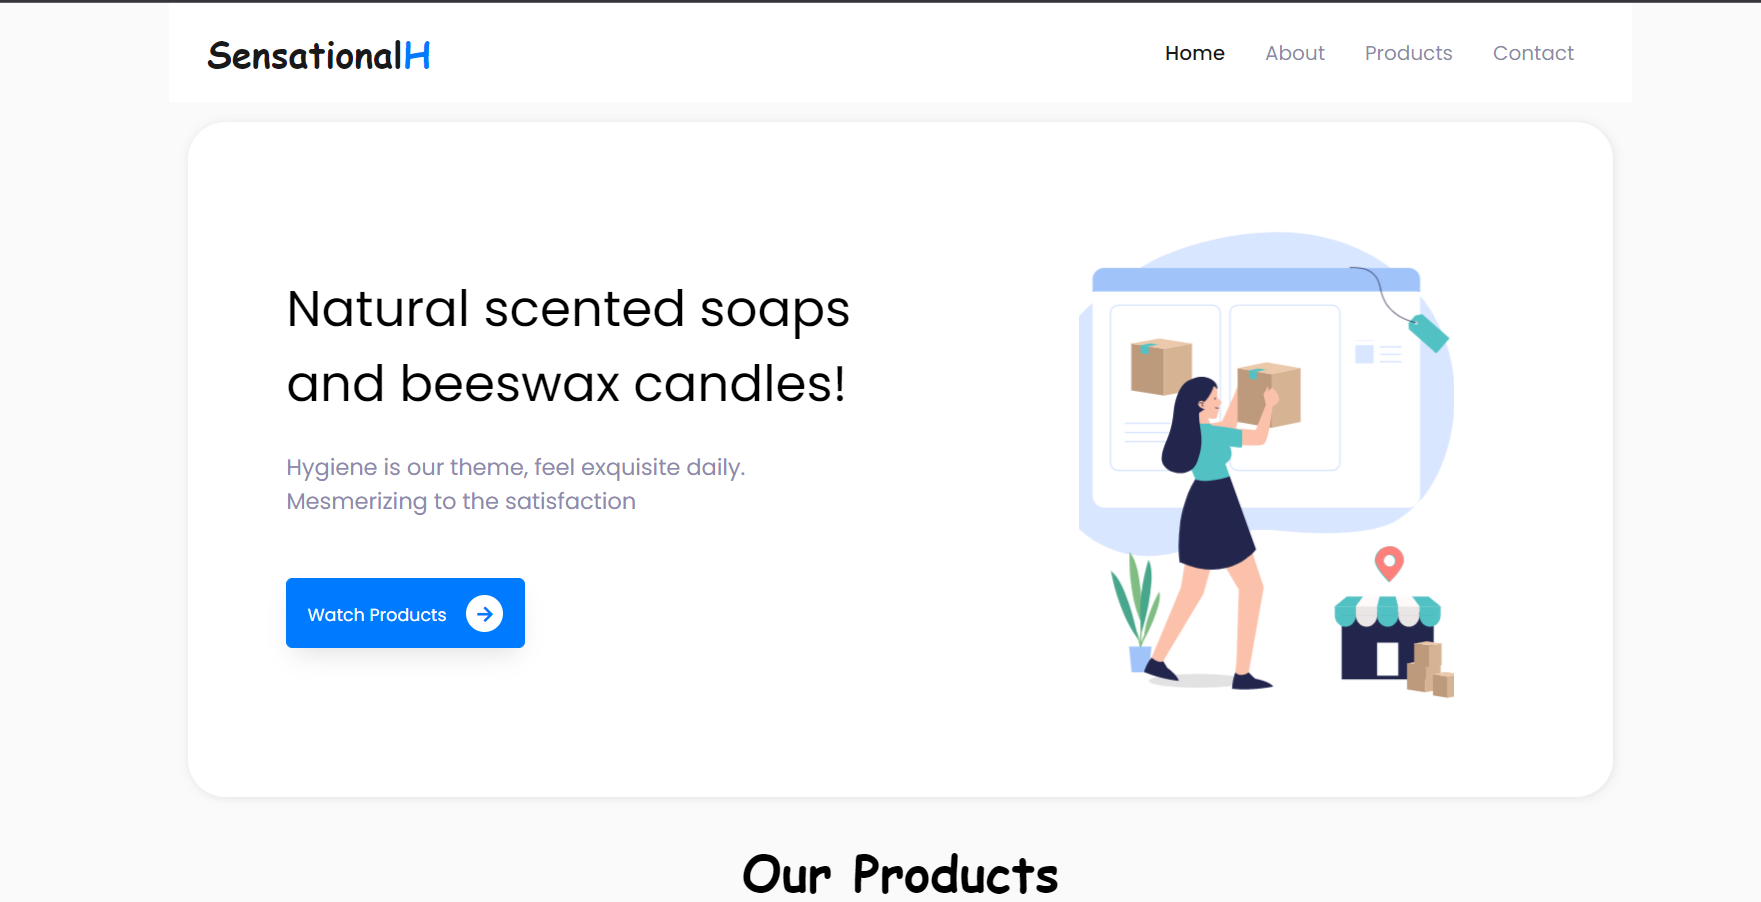 SensationalH
Home About Products Contact
Natural scented soaps
and beeswax candles!
Hygiene is our theme, feel exquisite daily.
Mesmerizing to the satisfaction
Watch Products
Our Products